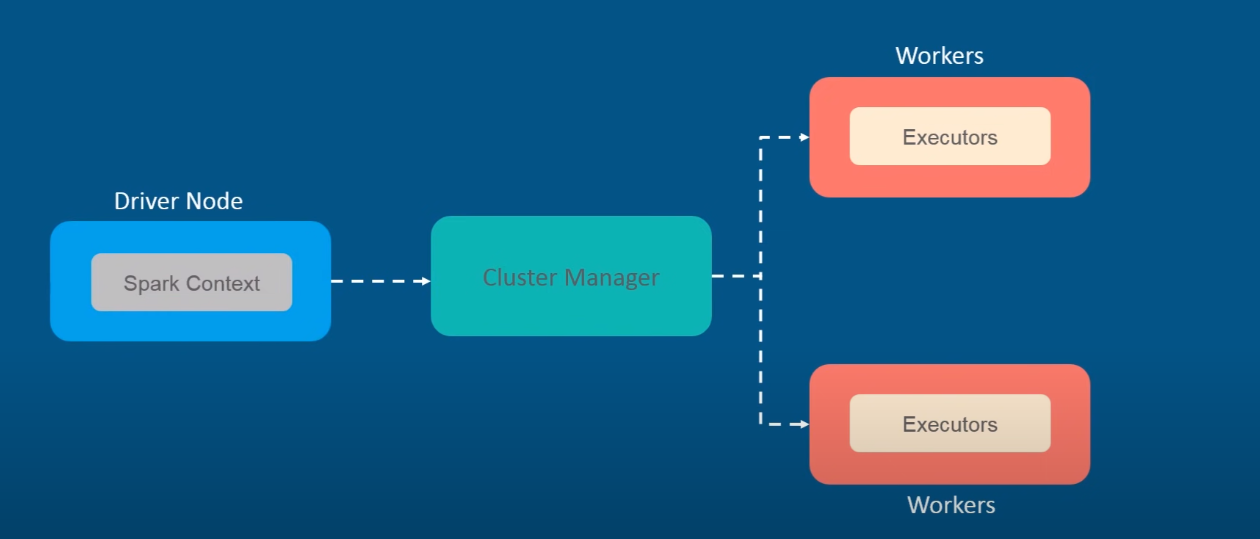 Workers
Executors
Driver Node
Spark Context
Cluster Manager
Executors
Workers